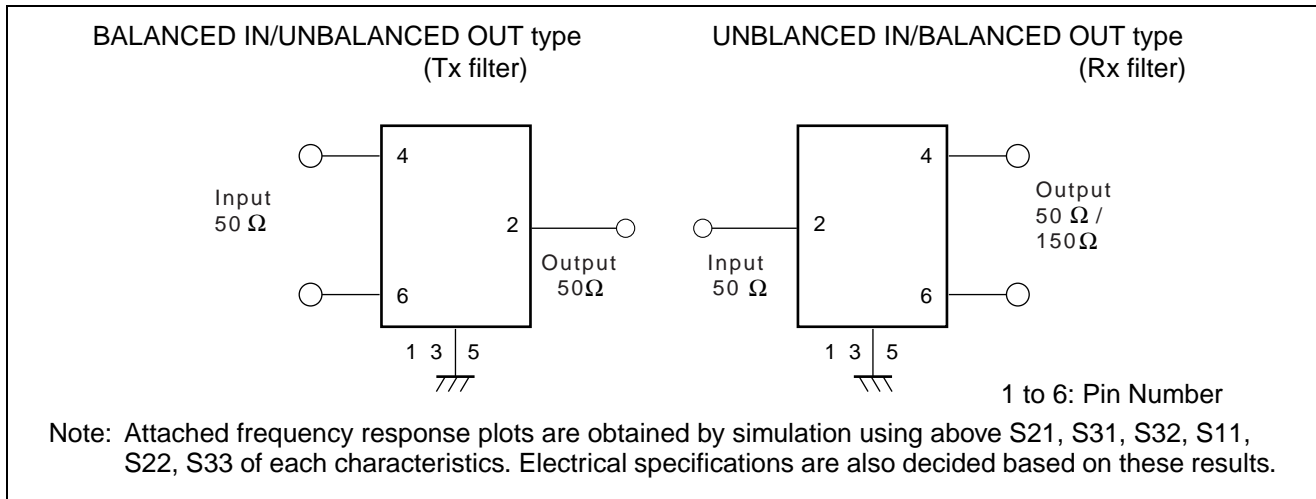 BALANCED IN/UNBALANCED OUT type
(Tx filter)
4
Input
50 Ω
2
Output
50Ω
6
1 3 5
UNBLANCED IN/BALANCED OUT type
(Rx filter)
4
Output
50 Ω /
150Ω
2
Input
50 Ω
6
1 3 5
1 to 6: Pin Number
Note: Attached frequency response plots are obtained by simulation using above S21, S31, S32, S11,
S22, S33 of each characteristics. Electrical specifications are also decided based on these results.